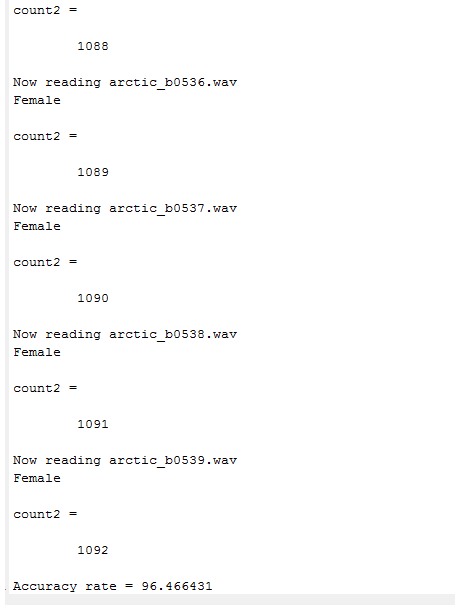 count2 =
1088
Now reading arctic_b0536.wav
Female
count2 =
1089
Now reading arctic_b0537.wav
Female
count2 =
1090
Now reading arctic_b0538.wav
Female
count2 =
1091
Now reading arctic_b0539.wav
Female
count2 =
1092
Accuracy rate = 96.466431